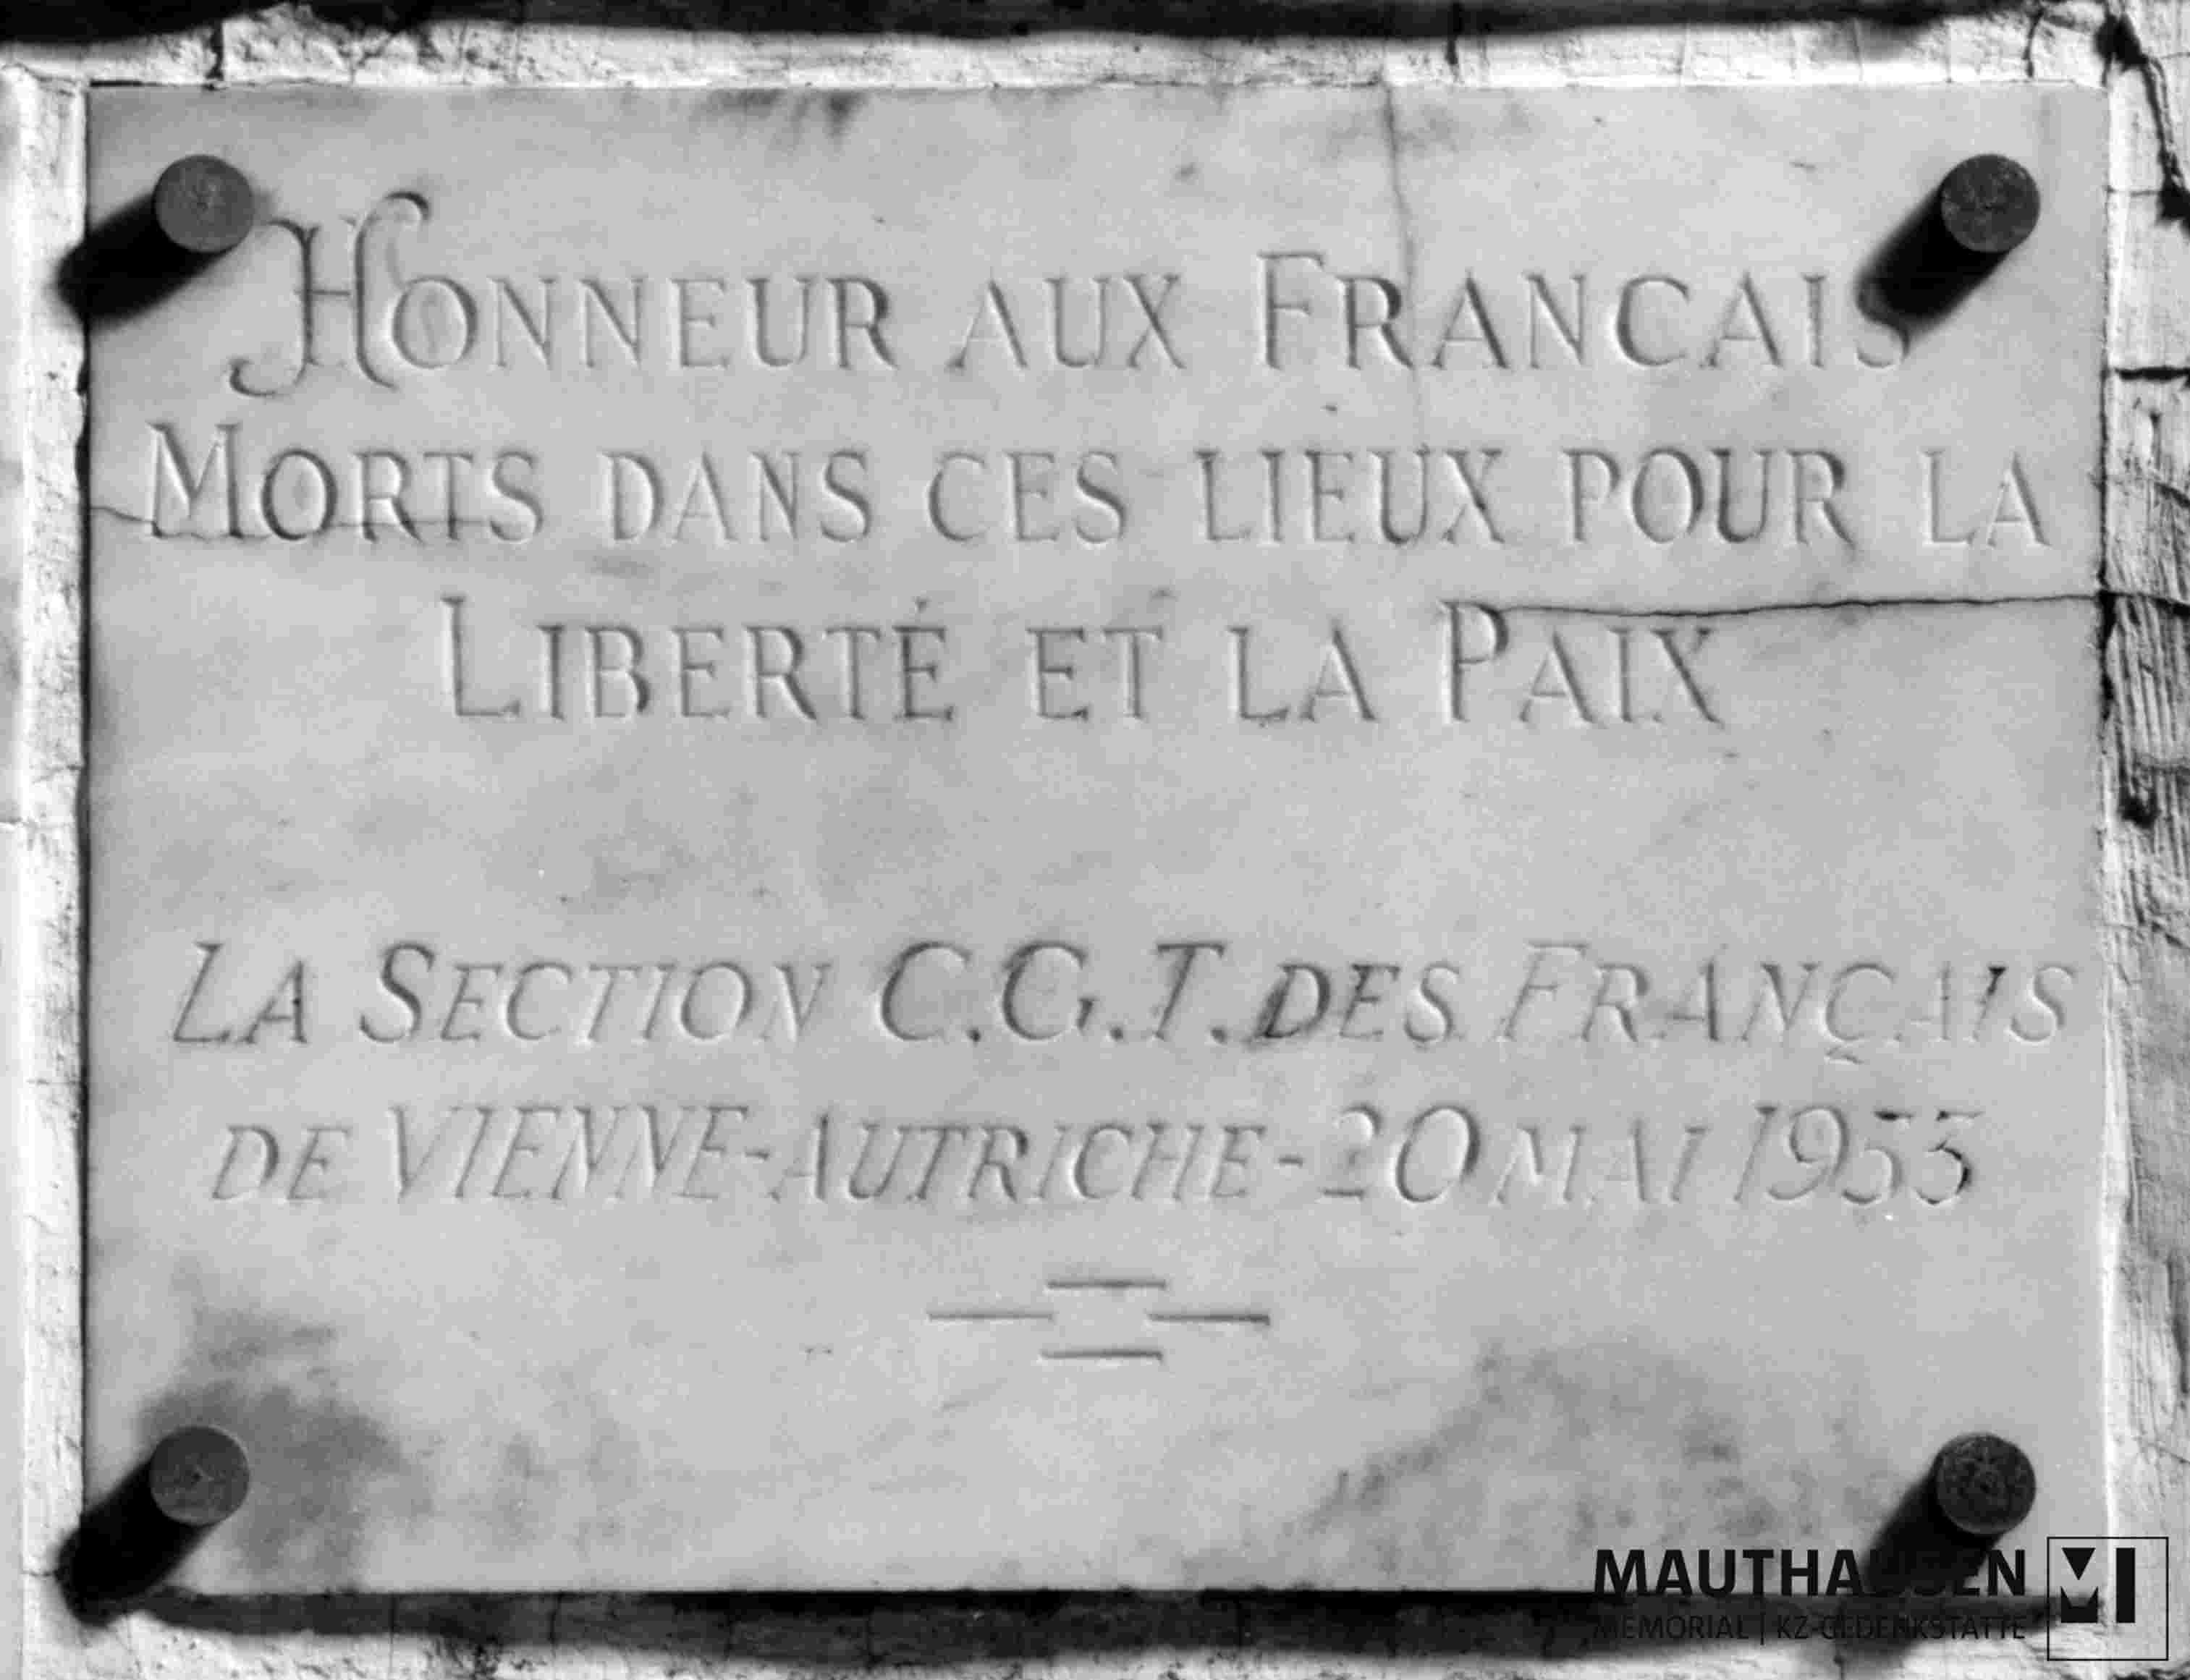 HONNEUR AUX FRANCAIS
MORTS DANS CES LIEUX POUR LA
LIBERTÉ ET LA PAIX
LA SECTION C.G.T. DES FRANÇAIS
DE VIENNE-AUTRICHE-20 MAI 1953
MAUTHAUSEN
MEMORIAL | KZ-GEDENKSTÄTTE